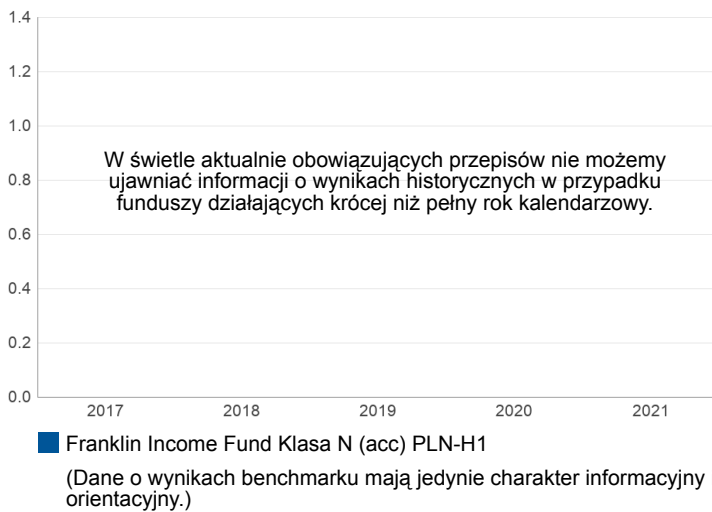 1.4
1.2
1.0
W świetle aktualnie obowiązujących przepisów nie możemy
0.8
ujawniać informacji o wynikach historycznych w przypadku
funduszy działających krócej niż pełny rok kalendarzowy.
0.6
0.4
0.2
0.0
2017 2018 2019 2020 2021
Franklin Income Fund Klasa N (acc) PLN-H1
(Dane o wynikach benchmarku mają jedynie charakter informacyjny
orientacyjny.)